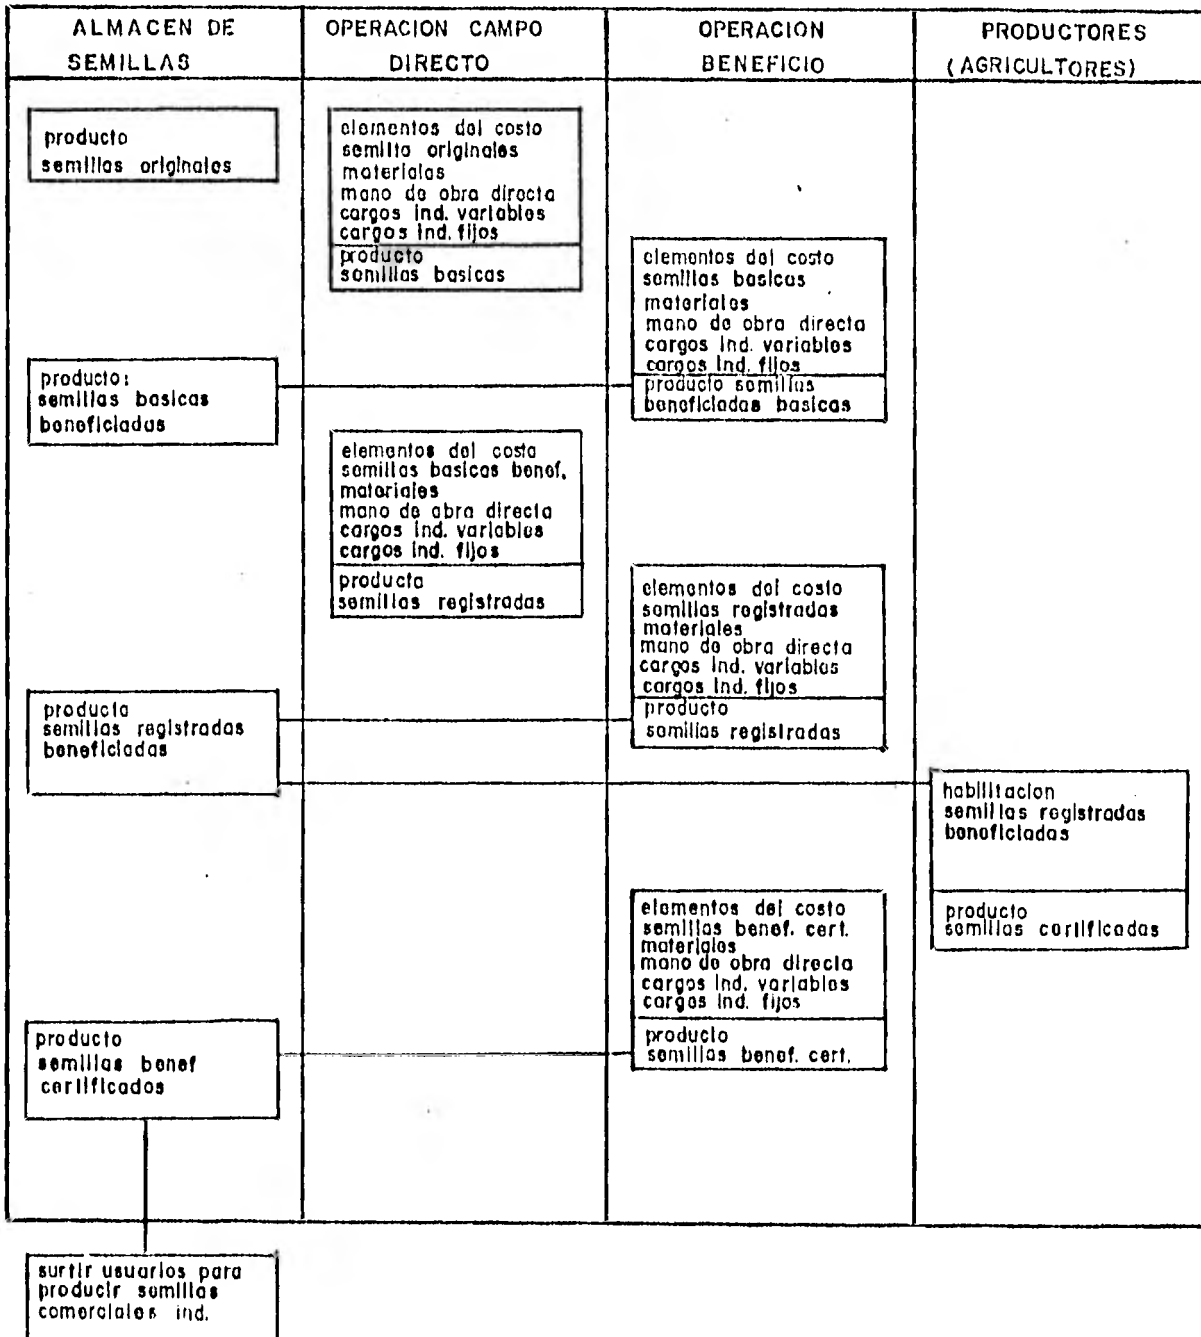 ALMACEN DE
SEMILLAS
OPERACION CAMPO
DIRECTO
OPERACION
BENEFICIO
PRODUCTORES
(AGRICULTORES)
producto
semillas originales
elementos del costo
semilla originales
materiales
mano de obra directa
cargos ind. variables
cargos ind. fijos
producto
semillas basicas
elementos del costo
semillas basicas
materiales
mano de obra directa
cargos ind. variables
cargos ind. fijos
producto semillas
beneficiadas basicas
producto:
semillas basicas
beneficiadas
elementos del costo
semillas basicas benef.
materiales
mano de obra directa
cargos ind. variables
cargos ind. fijos
producto
semillas registradas
elementos del costo
semillas registradas
materiales
mano de obra directa
cargos ind. variables
cargos ind. fijos
producto
semillas registradas
producto
semillas registradas
beneficiadas
habilitacion
semillas registradas
beneficiadas
producto
semillas certificadas
elementos del costo
semillas benef. cert.
materiales
mano de obra directa
cargos ind. variables
cargos ind. fijos
producto
semillas benef. cert.
producto
semillas benef
certificados
surtir usuarios para
producir semillas
comerciales ind.